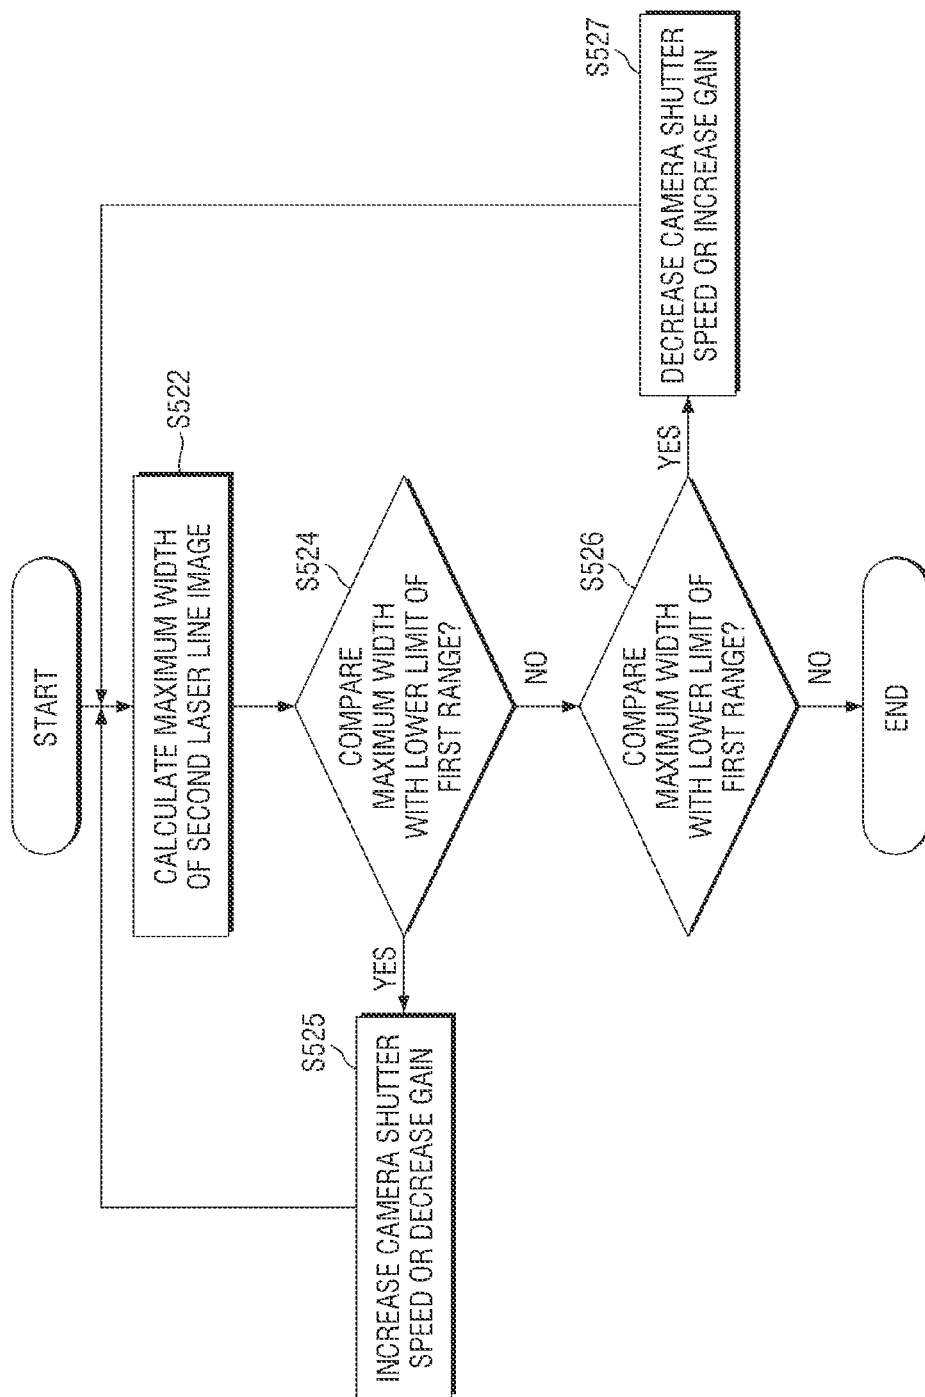 START
S522
CALCULATE MAXIMUM WIDTH
OF SECOND LASER LINE IMAGE
S524
COMPARE
MAXIMUM WIDTH
WITH LOWER LIMIT OF
FIRST RANGE?
YES
S525
INCREASE CAMERA SHUTTER
SPEED OR DECREASE GAIN
NO
S526
COMPARE
MAXIMUM WIDTH
WITH LOWER LIMIT OF
FIRST RANGE?
YES
S527
DECREASE CAMERA SHUTTER
SPEED OR INCREASE GAIN
NO
END